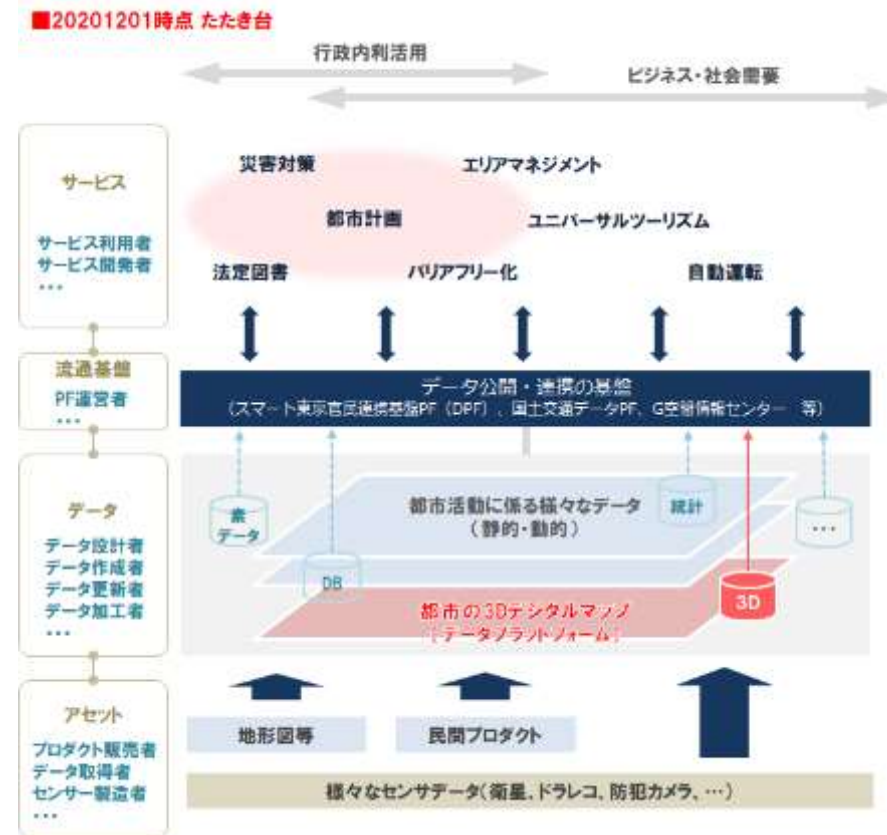 ■20201201時点 たたき台
行政内利活用
ビジネス・社会需要
サービス
サービス利用者
サービス開発者
…
災害対策
エリアマネジメント
都市計画
ユニバーサルツーリズム
法定図書
バリアフリー化
自動運転
流通基盤
PF運営者
…
データ公開・連携の基盤
（スマート東京官民連携基盤PF（DPF）、国土交通データPF、G空間情報センター 等）
データ
データ設計者
データ作成者
データ更新者
データ加工者
…
素
データ
DB
都市活動に係る様々なデータ
（静的・動的）
統計
…
都市の3Dデジタルマップ
［データプラットフォーム］
3D
アセット
プロダクト販売者
データ取得者
センサー製造者
…
地形図等
民間プロダクト
様々なセンサデータ（衛星、ドラレコ、防犯カメラ、…）